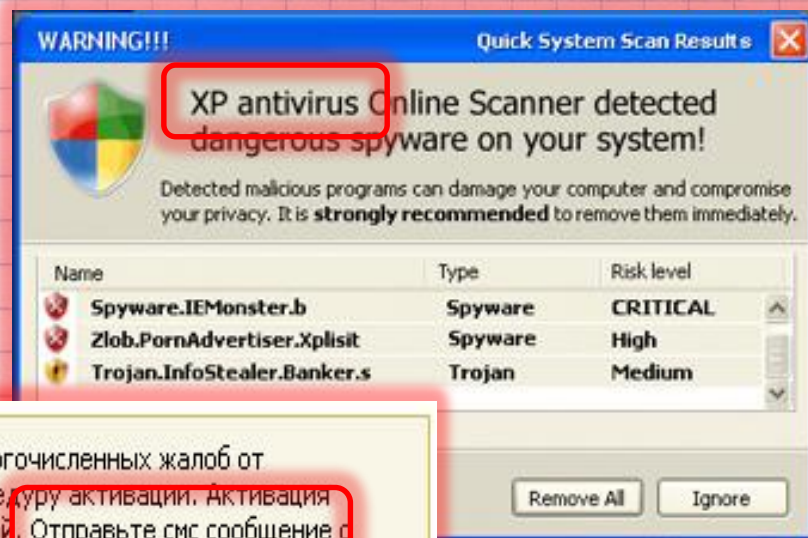 WARNING!!! Quick System Scan Results
XP antivirus Online Scanner detected
dangerous spyware on your system!
Detected malicious programs can damage your computer and compromise
your privacy. It is strongly recommended to remove them immediately.
Name Type Risk level
Spyware.IEMonster.b Spyware CRITICAL
Zlob.PornAdvertiser.Xplisit Spyware High
Trojan.InfoStealer.Banker.s Trojan Medium
Remove All Ignore
жалоб от
активации. Активация
Отправьте смс сообщение с